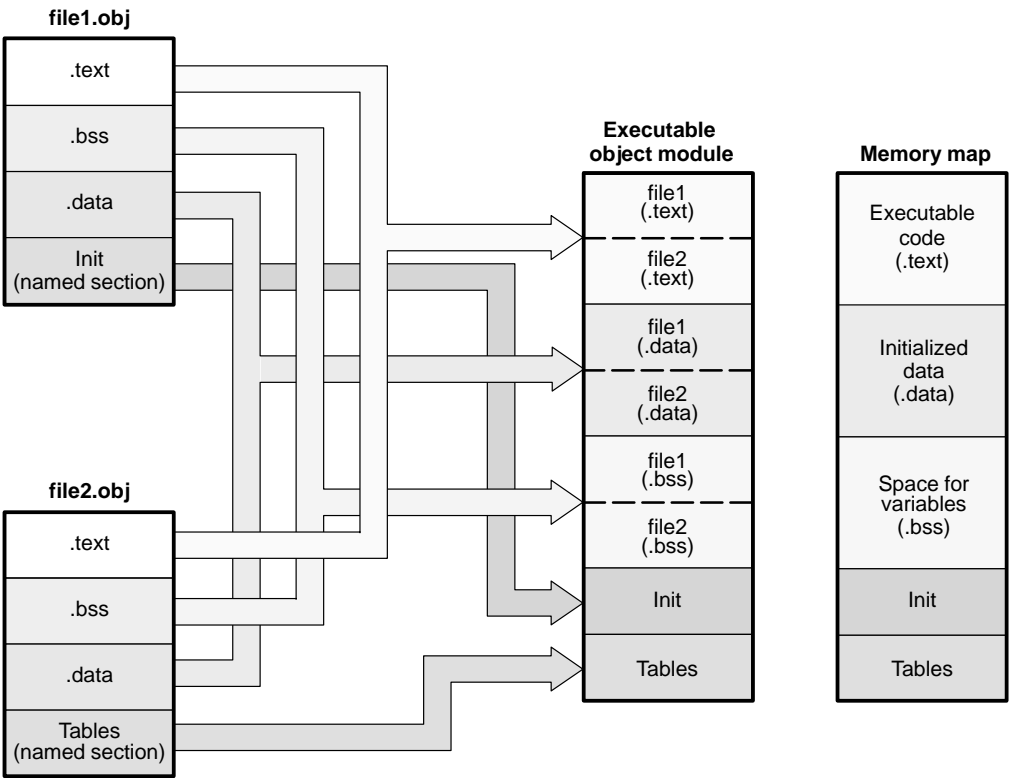 file1.obj
.text
.bss
.data
Init
(named section)
file2.obj
.text
.bss
.data
Tables
(named section)
Executable
object module
file1
(.text)
file2
(.text)
file1
(.data)
file2
(.data)
file1
(.bss)
file2
(.bss)
Init
Tables
Memory map
Executable
code
(.text)
Initialized
data
(.data)
Space for
variables
(.bss)
Init
Tables